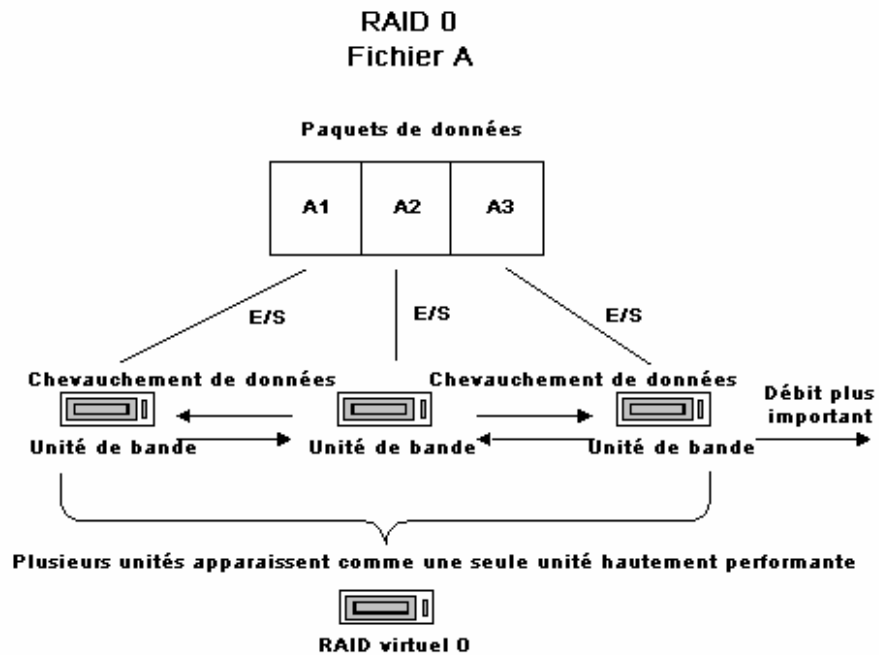 RAID 0
Fichier A
Paquets de données
A1 A2 A3
E/S E/S E/S
Chevauchement de données Chevauchement de données
Débit plus
important
Unité de bande Unité de bande Unité de bande
Plusieurs unités apparaissent comme une seule unité hautement performante
RAID virtuel 0